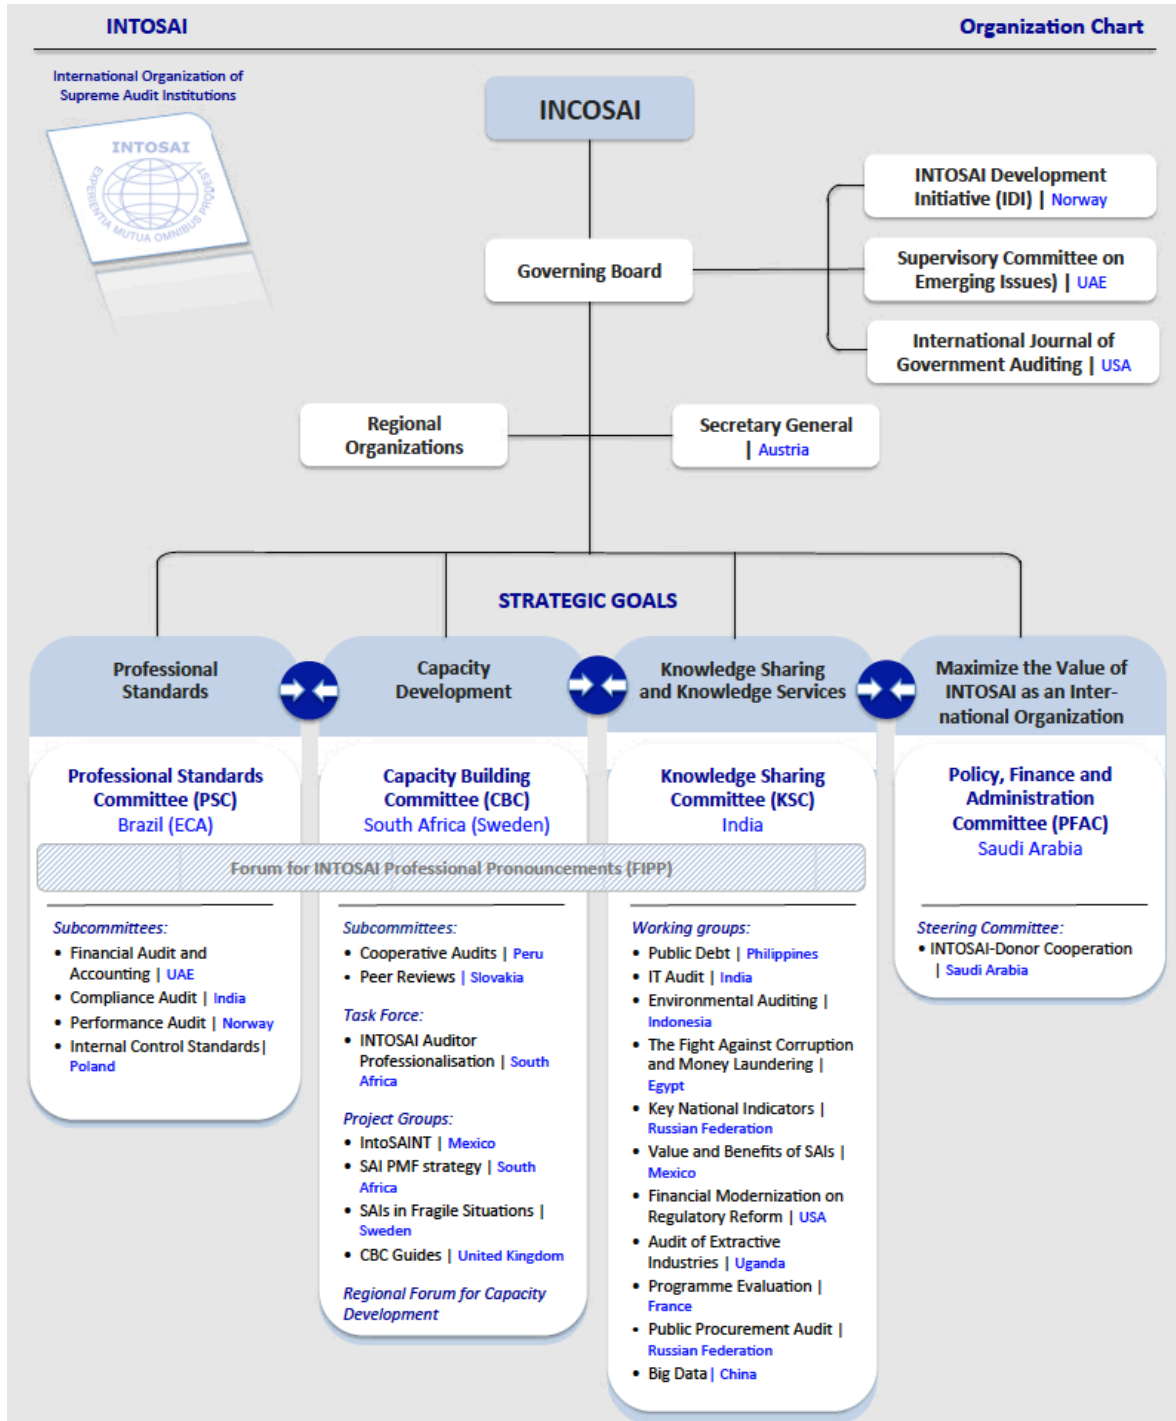 INTOSAI
Organization Chart
International Organization of
Supreme Audit Institutions
INTOSAI
EXPERIENTIA MUTUA OMNIBUS PRODEST
INCOSAI
INTOSAI Development
Initiative (IDI) | Norway
Governing Board
Supervisory Committee on
Emerging Issues) | UAE
International Journal of
Government Auditing | USA
Regional
Organizations
Secretary General
| Austria
STRATEGIC GOALS
Professional
Standards
Capacity
Development
Knowledge Sharing
and Knowledge Services
Maximize the Value of
INTOSAI as an Inter-
national Organization
Professional Standards
Committee (PSC)
Brazil (ECA)
Capacity Building
Committee (CBC)
South Africa (Sweden)
Knowledge Sharing
Committee (KSC)
India
Policy, Finance and
Administration
Committee (PFAC)
Saudi Arabia
Forum for INTOSAI Professional Pronouncements (FIPP)
Subcommittees:
• Financial Audit and
Accounting | UAE
• Compliance Audit | India
• Performance Audit | Norway
• Internal Control Standards|
Poland
Subcommittees:
• Cooperative Audits | Peru
• Peer Reviews | Slovakia
Task Force:
• INTOSAI Auditor
Professionalisation | South
Africa
Project Groups:
• IntoSAINT | Mexico
• SAI PMF strategy | South
Africa
• SAIs in Fragile Situations |
Sweden
• CBC Guides | United Kingdom
Regional Forum for Capacity
Development
Working groups:
• Public Debt | Philippines
• IT Audit | India
• Environmental Auditing |
Indonesia
• The Fight Against Corruption
and Money Laundering |
Egypt
• Key National Indicators |
Russian Federation
• Value and Benefits of SAIs |
Mexico
• Financial Modernization on
Regulatory Reform | USA
• Audit of Extractive
Industries | Uganda
• Programme Evaluation |
France
• Public Procurement Audit |
Russian Federation
• Big Data | China
Steering Committee:
• INTOSAI-Donor Cooperation
| Saudi Arabia